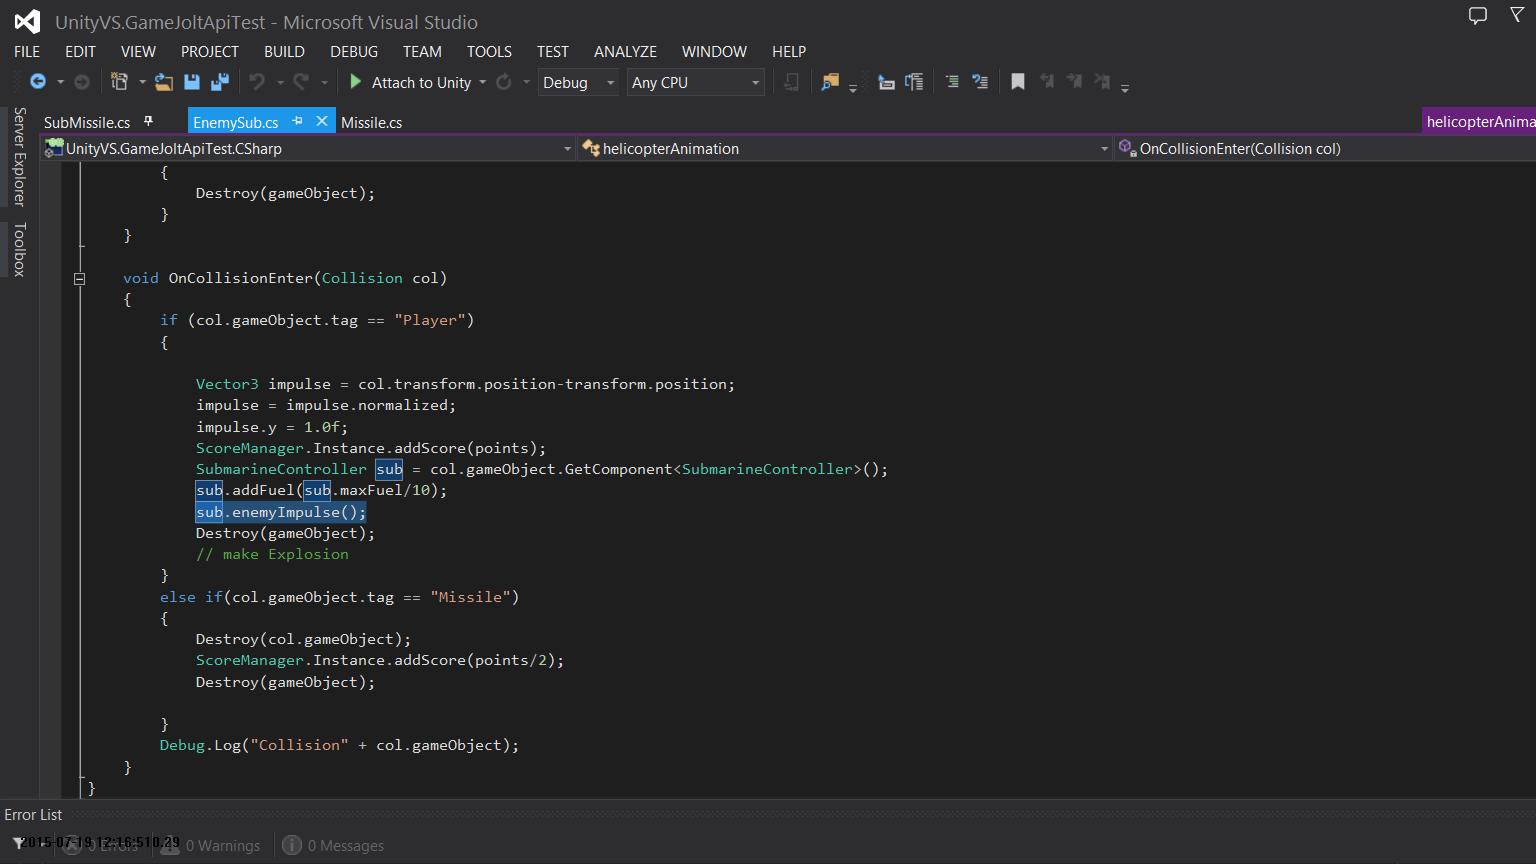 UnityVS.GameJoltApiTest - Microsoft Visual Studio
FILE EDIT VIEW PROJECT BUILD DEBUG TEAM TOOLS TEST ANALYZE WINDOW HELP
Attach to Unity Debug Any CPU
Server Explorer
Toolbox
SubMissile.cs EnemySub.cs Missile.cs helicopterAnima
UnityVS.GameJoltApiTest.CSharp helicopterAnimation OnCollisionEnter(Collision col)
{
Destroy(gameObject);
}
}
void OnCollisionEnter(Collision col)
{
if (col.gameObject.tag == "Player")
{
Vector3 impulse = col.transform.position-transform.position;
impulse = impulse.normalized;
impulse.y = 1.0f;
ScoreManager.Instance.addScore(points);
SubmarineController sub = col.gameObject.GetComponent<SubmarineController>();
sub.addFuel(sub.maxFuel/10);
sub.enemyImpulse();
Destroy(gameObject);
// make Explosion
}
else if(col.gameObject.tag == "Missile")
{
Destroy(col.gameObject);
ScoreManager.Instance.addScore(points/2);
Destroy(gameObject);
}
Debug.Log("Collision" + col.gameObject);
}
}
Error List
2015-07-19 12:16:510.29
0 Errors 0 Warnings 0 Messages